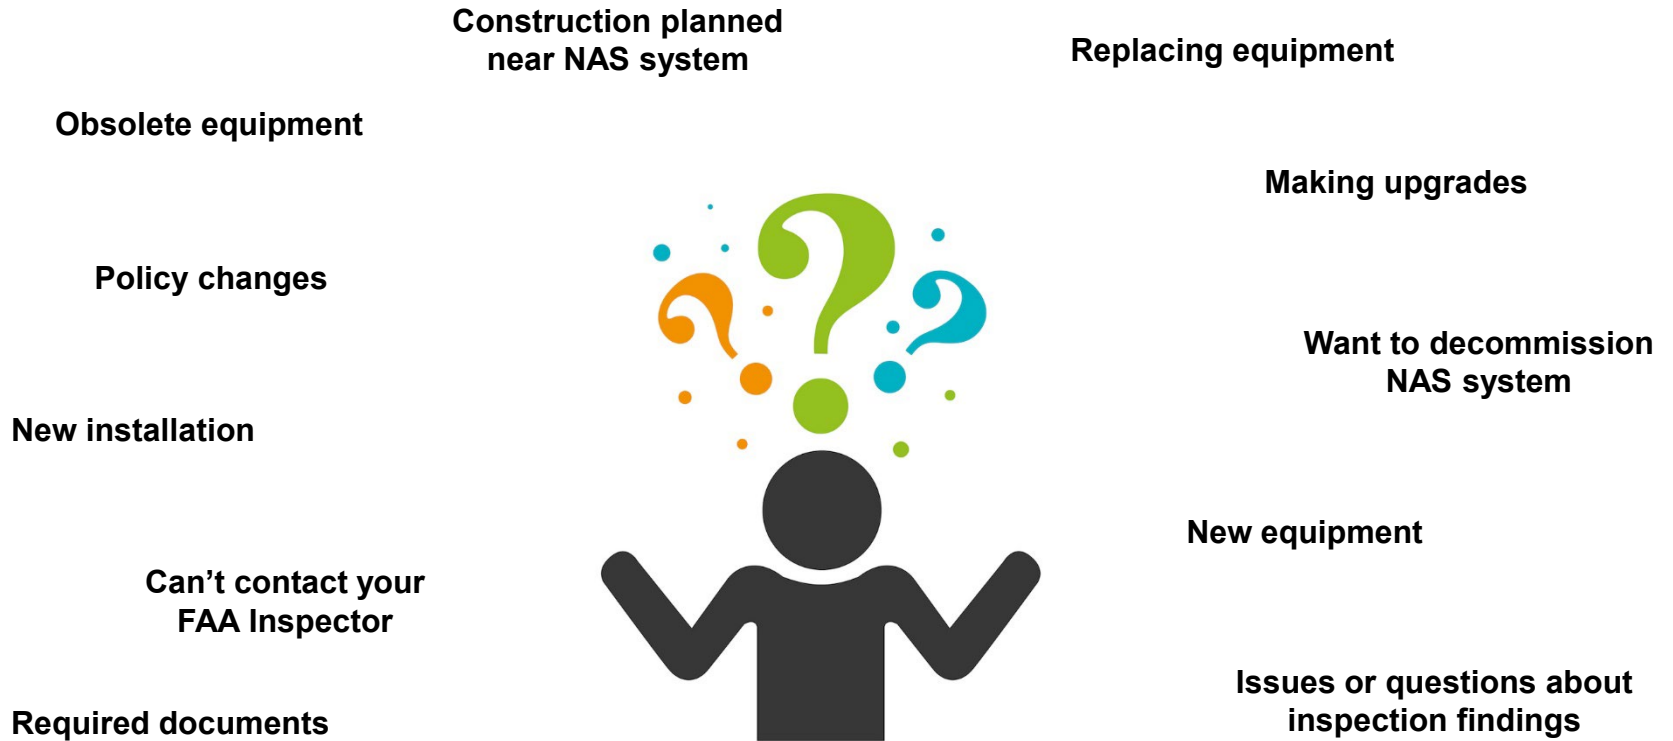 Construction planned
near NAS system
Replacing equipment
Obsolete equipment
Making upgrades
Policy changes
Want to decommission
NAS system
New installation
New equipment
Can’t contact your
FAA Inspector
Issues or questions about
inspection findings
Required documents